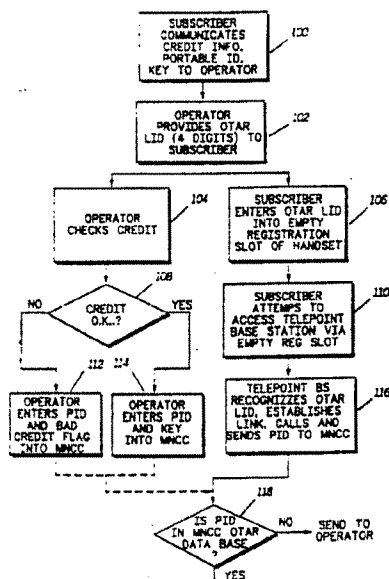 SUBSCRIBER
COMMUNICATES
CREDIT INFO,
PORTABLE ID,
KEY TO OPERATOR
100
OPERATOR
PROVIDES OTAR
LID (4 DIGITS) TO
SUBSCRIBER
102
OPERATOR
CHECKS CREDIT
104
SUBSCRIBER
ENTERS OTAR LID
INTO EMPTY
REGISTRATION
SLOT OF HANDSET
106
CREDIT
O.K..?
108
NO
YES
SUBSCRIBER
ATTEMPS TO
ACCESS TELEPOINT
BASE STATION VIA
EMPTY REG SLOT
110
112
114
OPERATOR
ENTERS PID
AND BAD
CREDIT FLAG
INTO MNCC
OPERATOR
ENTERS PID
AND KEY
INTO MNCC
TELEPOINT BS
RECOGNIZZES OTAR
LID, ESTABLISHES
LINK, CALLS AND
SENDS PID TO MNCC
116
118
IS PID
IN MNCC OTAR
DATA BASE
?
NO
SEND TO
OPERATOR
YES